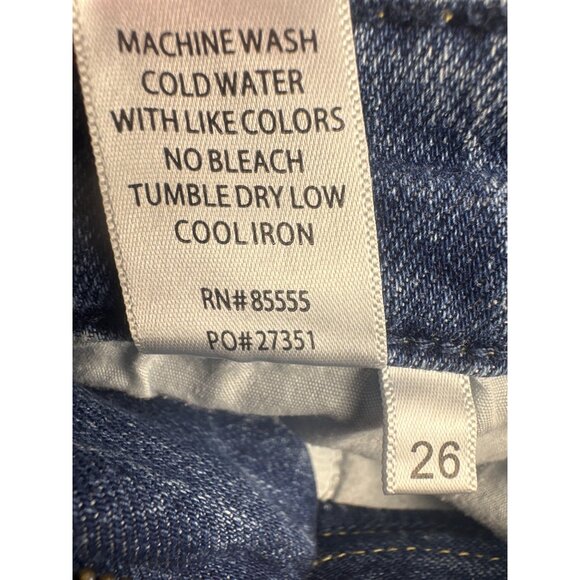 MACHINE WASH
COLD WATER
WITH LIKE COLORS
NO BLEACH
TUMBLE DRY LOW
COOL IRON
RN# 85555
PO# 27351
26